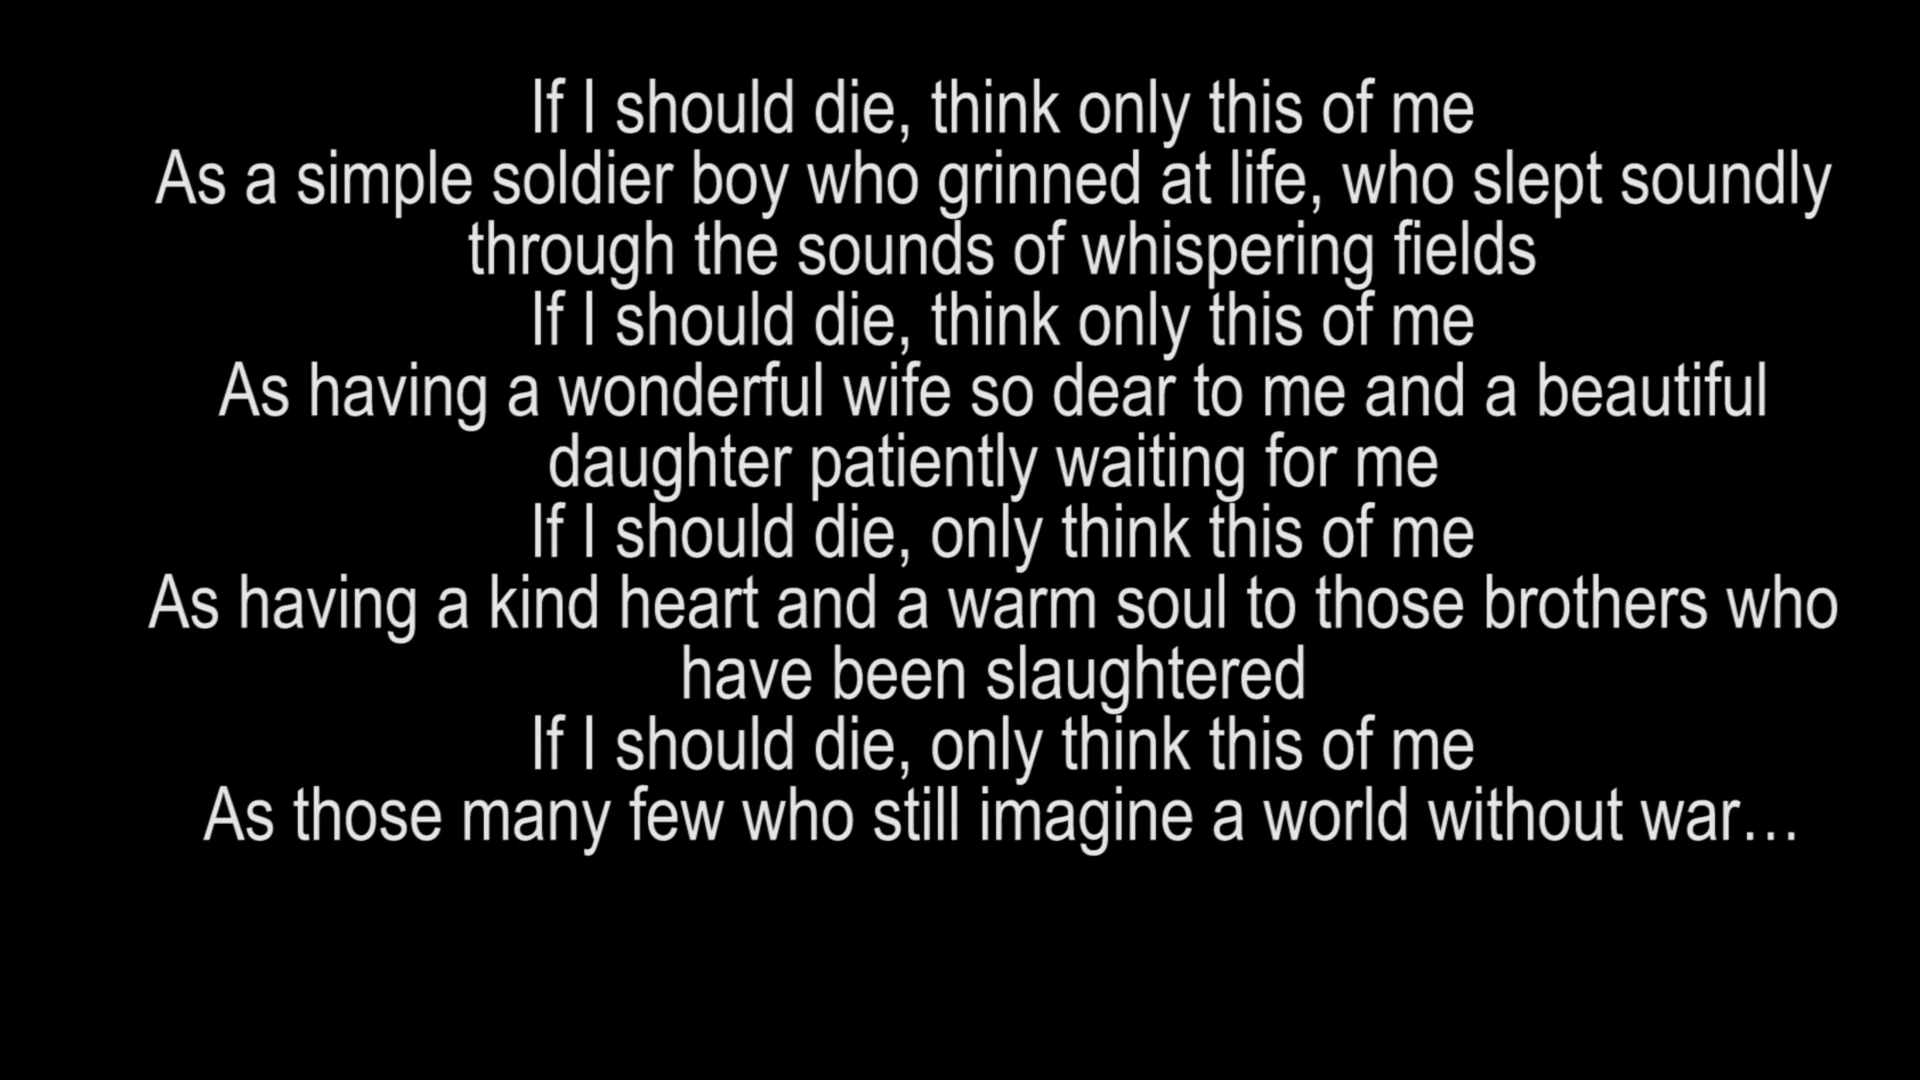 If I should die, think only this of me
As a simple soldier boy who grinned at life, who slept soundly
through the sounds of whispering fields
If I should die, think only this of me
As having a wonderful wife so dear to me and a beautiful
daughter patiently waiting for me
If I should die, only think this of me
As having a kind heart and a warm soul to those brothers who
have been slaughtered
If I should die, only think this of me
As those many few who still imagine a world without war…